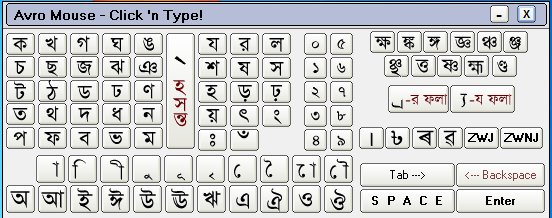 Avro Mouse - Click 'n Type! - X
ক খ গ ঘ ঙ ্ য র ল ০ ৫ ক্ষ ঙ্ক ঙ্গ জ্ঞ ঞ্চ ঞ্জ
চ ছ জ ঝ ঞ হসন্ত শ ষ স ১ ৬ ঞ্ছ ত্ত ষ্ণ হ্ম ণ্ড
ট ঠ ড ঢ ণ হ ড় ঢ় ২ ৭ ্র-র ফলা ্য-য ফলা
ত থ দ ধ ন য় ৎ ং ৩ ৮
প ফ ব ভ ম ঃ ঁ ৪ ৯ । ৳ ৰ ৱ ZWJ ZWNJ
া ি ী ু ূ ৃ ে ৈ ো ৌ Tab ---> <--- Backspace
অ আ ই ঈ উ ঊ ঋ এ ঐ ও ঔ S P A C E Enter